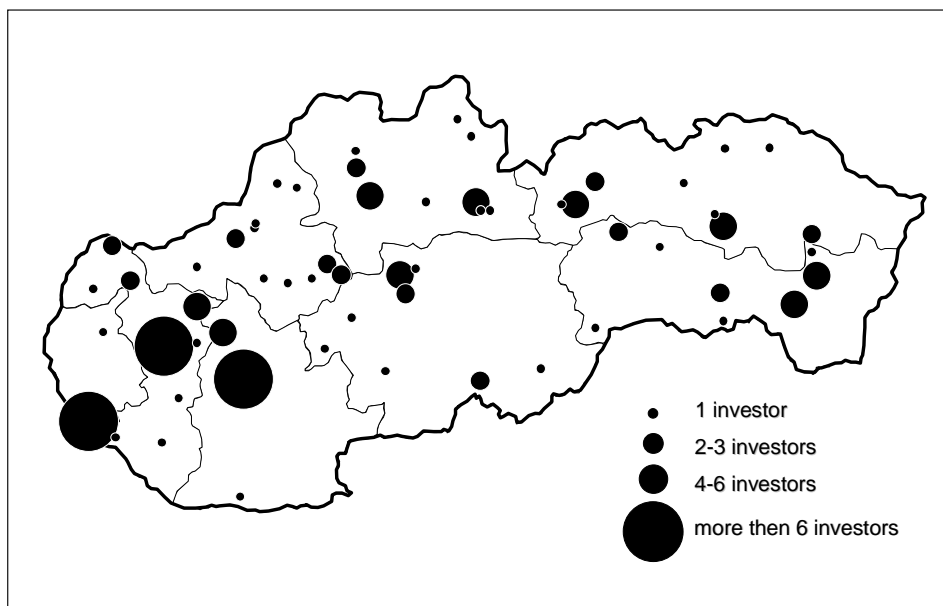 1 investor
2-3 investors
4-6 investors
more then 6 investors